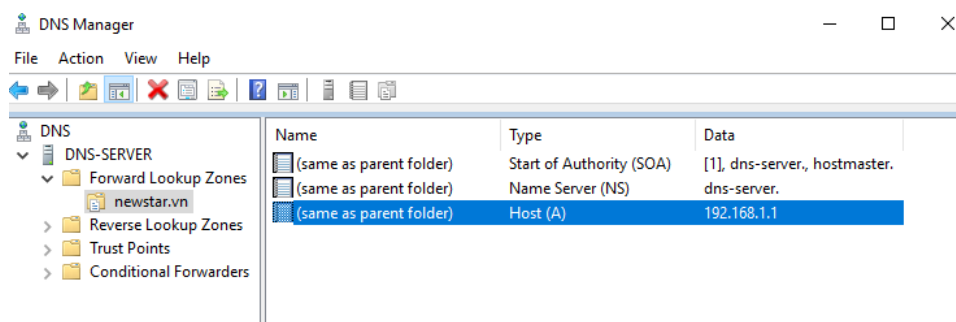 DNS Manager
File Action View Help
DNS
DNS-SERVER
Forward Lookup Zones
newstar.vn
Reverse Lookup Zones
Trust Points
Conditional Forwarders
Name Type Data
(same as parent folder) Start of Authority (SOA) [1], dns-server., hostmaster.
(same as parent folder) Name Server (NS) dns-server.
(same as parent folder) Host (A) 192.168.1.1